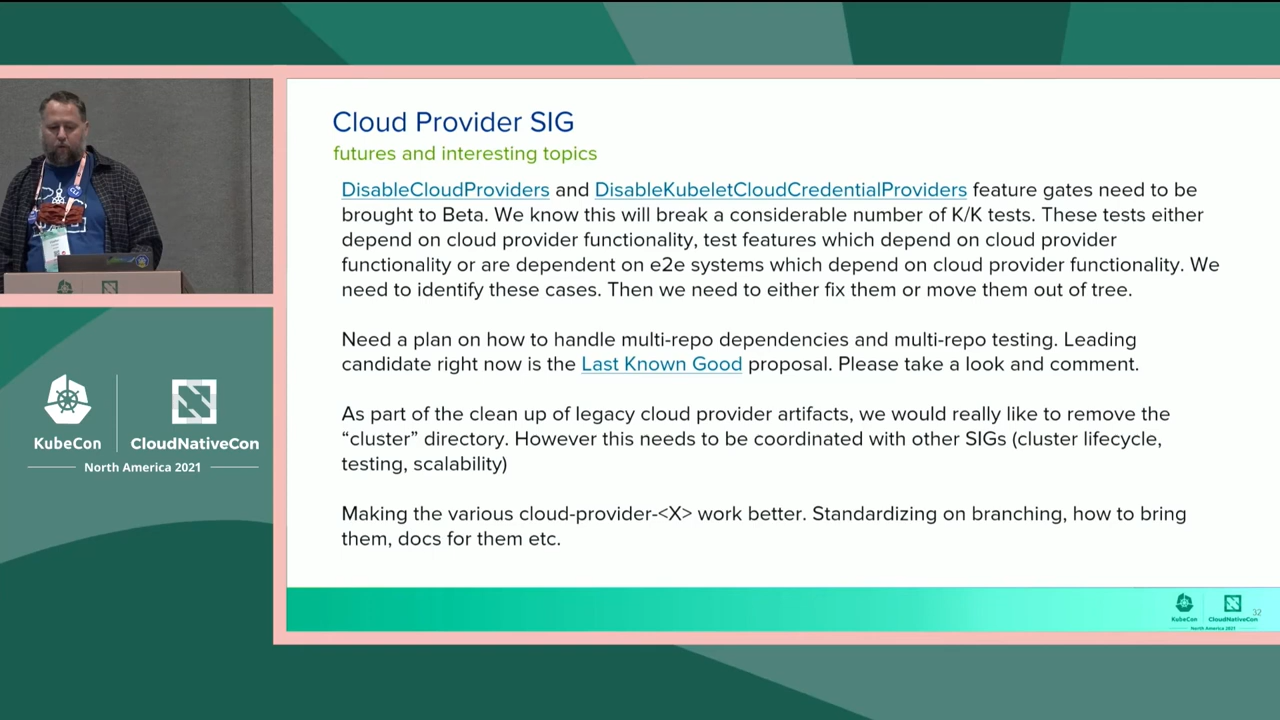 Cloud Provider SIG
futures and interesting topics
DisableCloudProviders and DisableKubeletCloudCredentialProviders feature gates need to be
brought to Beta. We know this will break a considerable number of K/K tests. These tests either
depend on cloud provider functionality, test features which depend on cloud provider
functionality or are dependent on e2e systems which depend on cloud provider functionality. We
need to identify these cases. Then we need to either fix them or move them out of tree.
Need a plan on how to handle multi-repo dependencies and multi-repo testing. Leading
candidate right now is the Last Known Good proposal. Please take a look and comment.
As part of the clean up of legacy cloud provider artifacts, we would really like to remove the
“cluster” directory. However this needs to be coordinated with other SIGs (cluster lifecycle,
testing, scalability)
Making the various cloud-provider-<X> work better. Standardizing on branching, how to bring
them, docs for them etc.
KubeCon
CloudNativeCon
North America 2021
KubeCon
CloudNativeCon
North America 2021
32